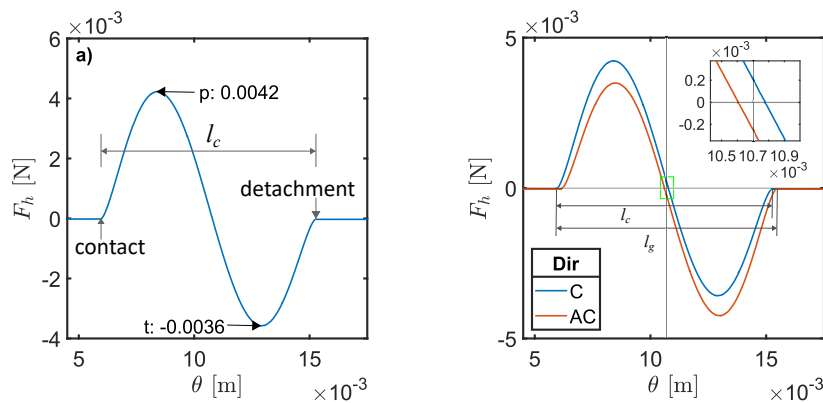 ×10⁻³
a)
6
4
2
0
-2
-4
p: 0.0042
l_c
detachment
contact
t: -0.0036
F_h [N]
5
10
15
θ [m]
×10⁻³
×10⁻³
5
0
-5
F_h [N]
×10⁻³
0.2
0
-0.2
10.5 10.7 10.9
×10⁻³
l_c
l_g
Dir
C
AC
5
10
15
θ [m]
×10⁻³